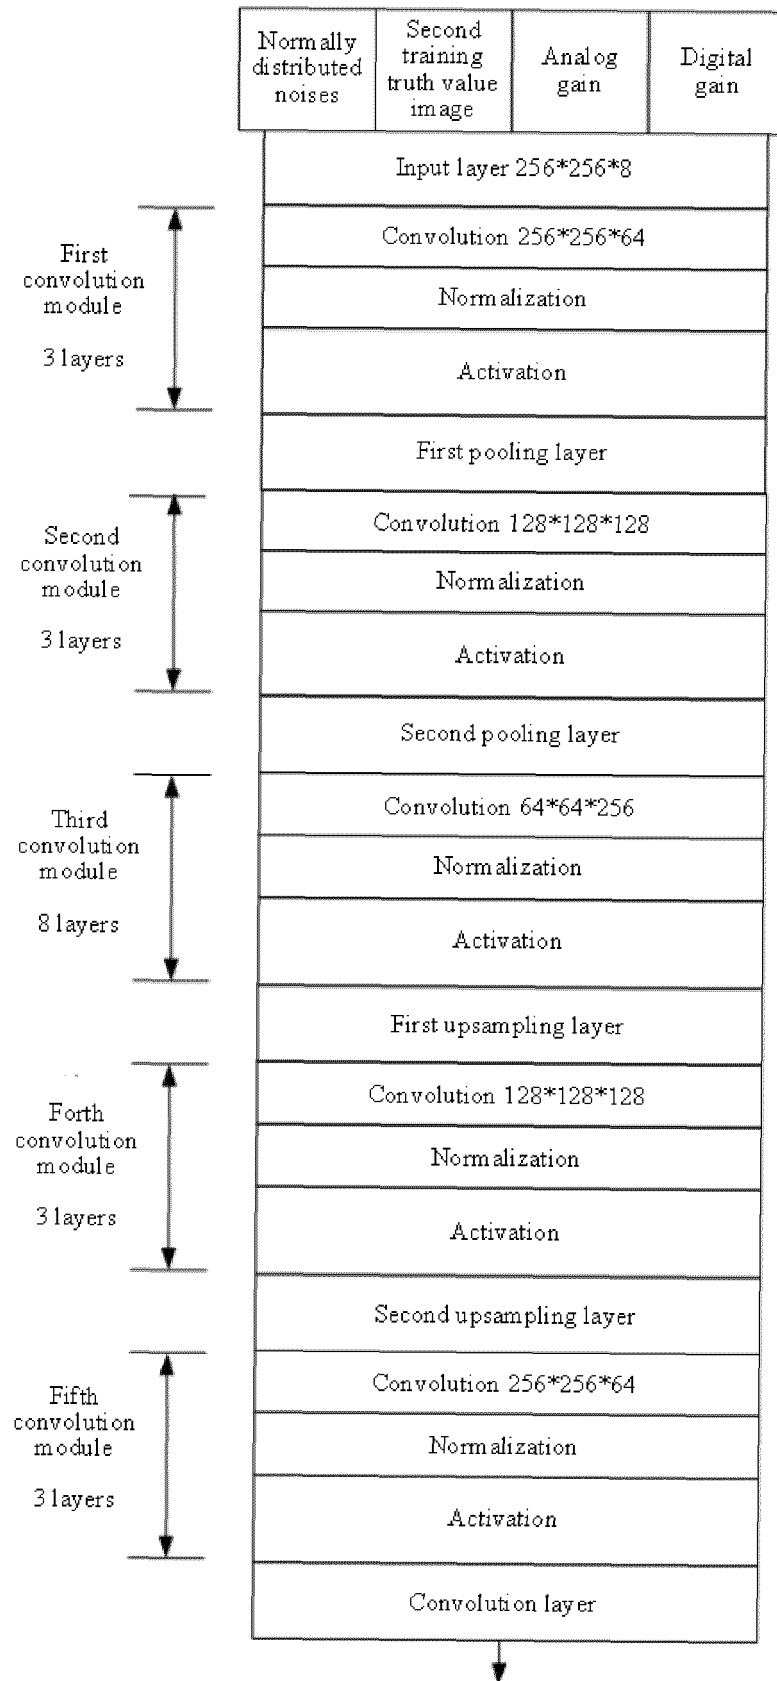 Normally
distributed
noises
Second
training
truth value
image
Analog
gain
Digital
gain
Input layer 256*256*8
First
convolution
module
3 layers
Convolution 256*256*64
Normalization
Activation
First pooling layer
Second
convolution
module
3 layers
Convolution 128*128*128
Normalization
Activation
Second pooling layer
Third
convolution
module
8 layers
Convolution 64*64*256
Normalization
Activation
First upsampling layer
Forth
convolution
module
3 layers
Convolution 128*128*128
Normalization
Activation
Second upsampling layer
Fifth
convolution
module
3 layers
Convolution 256*256*64
Normalization
Activation
Convolution layer